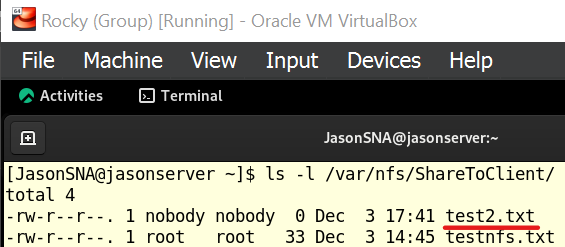 Rocky (Group) [Running] - Oracle VM VirtualBox
File Machine View Input Devices Help
Activities Terminal
JasonSNA@jasonserver:~
[JasonSNA@jasonserver ~]$ ls -l /var/nfs/ShareToClient/
total 4
-rw-r--r--. 1 nobody nobody  0 Dec  3 17:41 test2.txt
-rw-r--r--. 1 root   root   33 Dec  3 14:45 testnfs.txt